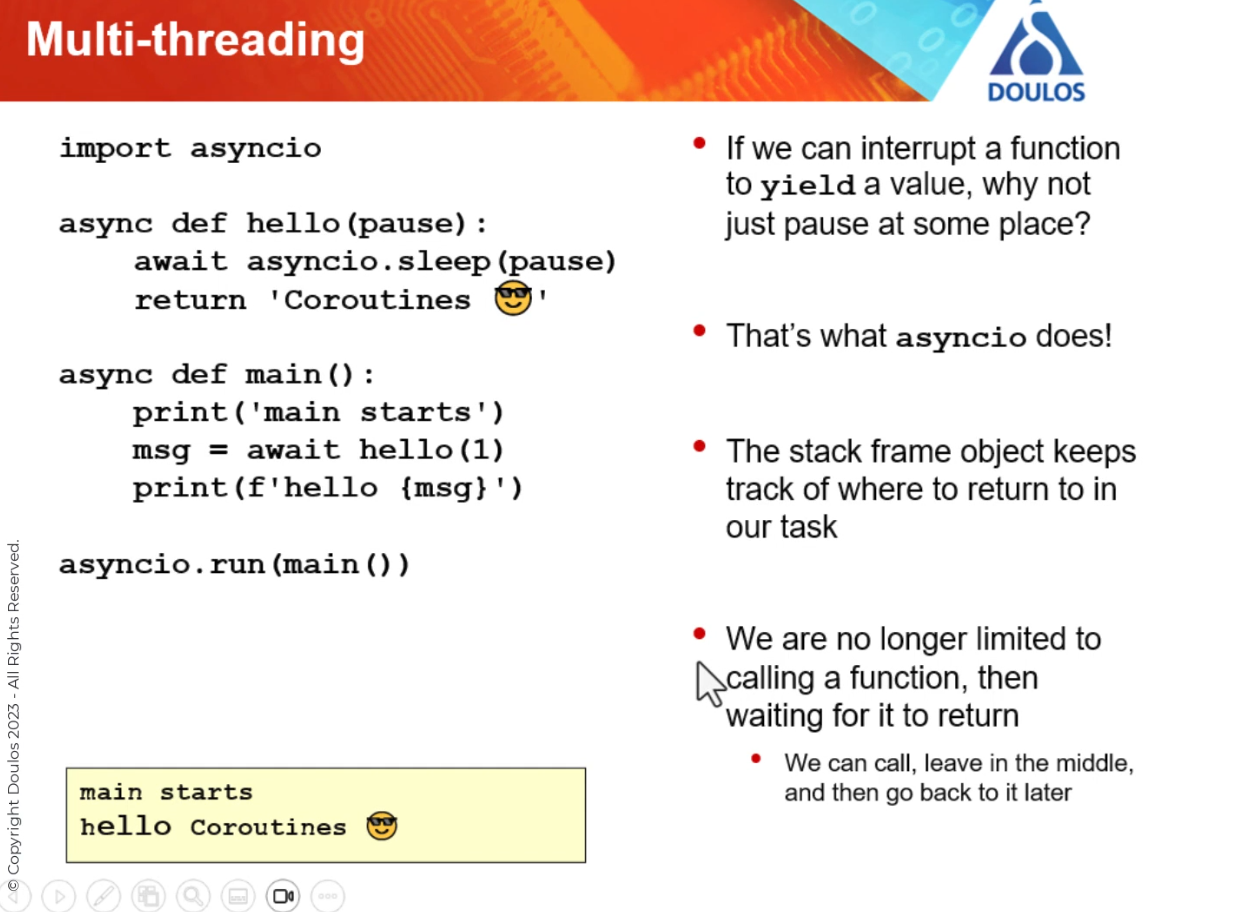 Multi-threading
DOULOS
import asyncio
async def hello(pause):
    await asyncio.sleep(pause)
    return 'Coroutines 😎'
async def main():
    print('main starts')
    msg = await hello(1)
    print(f'hello {msg}')
asyncio.run(main())
main starts
hello Coroutines 😎
• If we can interrupt a function
to yield a value, why not
just pause at some place?
• That’s what asyncio does!
• The stack frame object keeps
track of where to return to in
our task
• We are no longer limited to
calling a function, then
waiting for it to return
• We can call, leave in the middle,
and then go back to it later
© Copyright Doulos 2023 - All Rights Reserved.